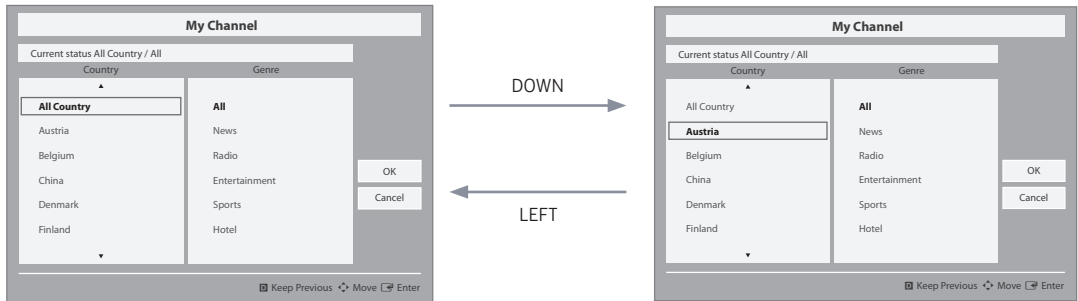 My Channel
Current status All Country / All
Country
Genre
All Country
All
Austria
News
Belgium
Radio
China
Entertainment
Denmark
Sports
Finland
Hotel
OK
Cancel
D Keep Previous Move Enter
DOWN
LEFT
My Channel
Current status All Country / All
Country
Genre
All Country
All
Austria
News
Belgium
Radio
China
Entertainment
Denmark
Sports
Finland
Hotel
OK
Cancel
D Keep Previous Move Enter